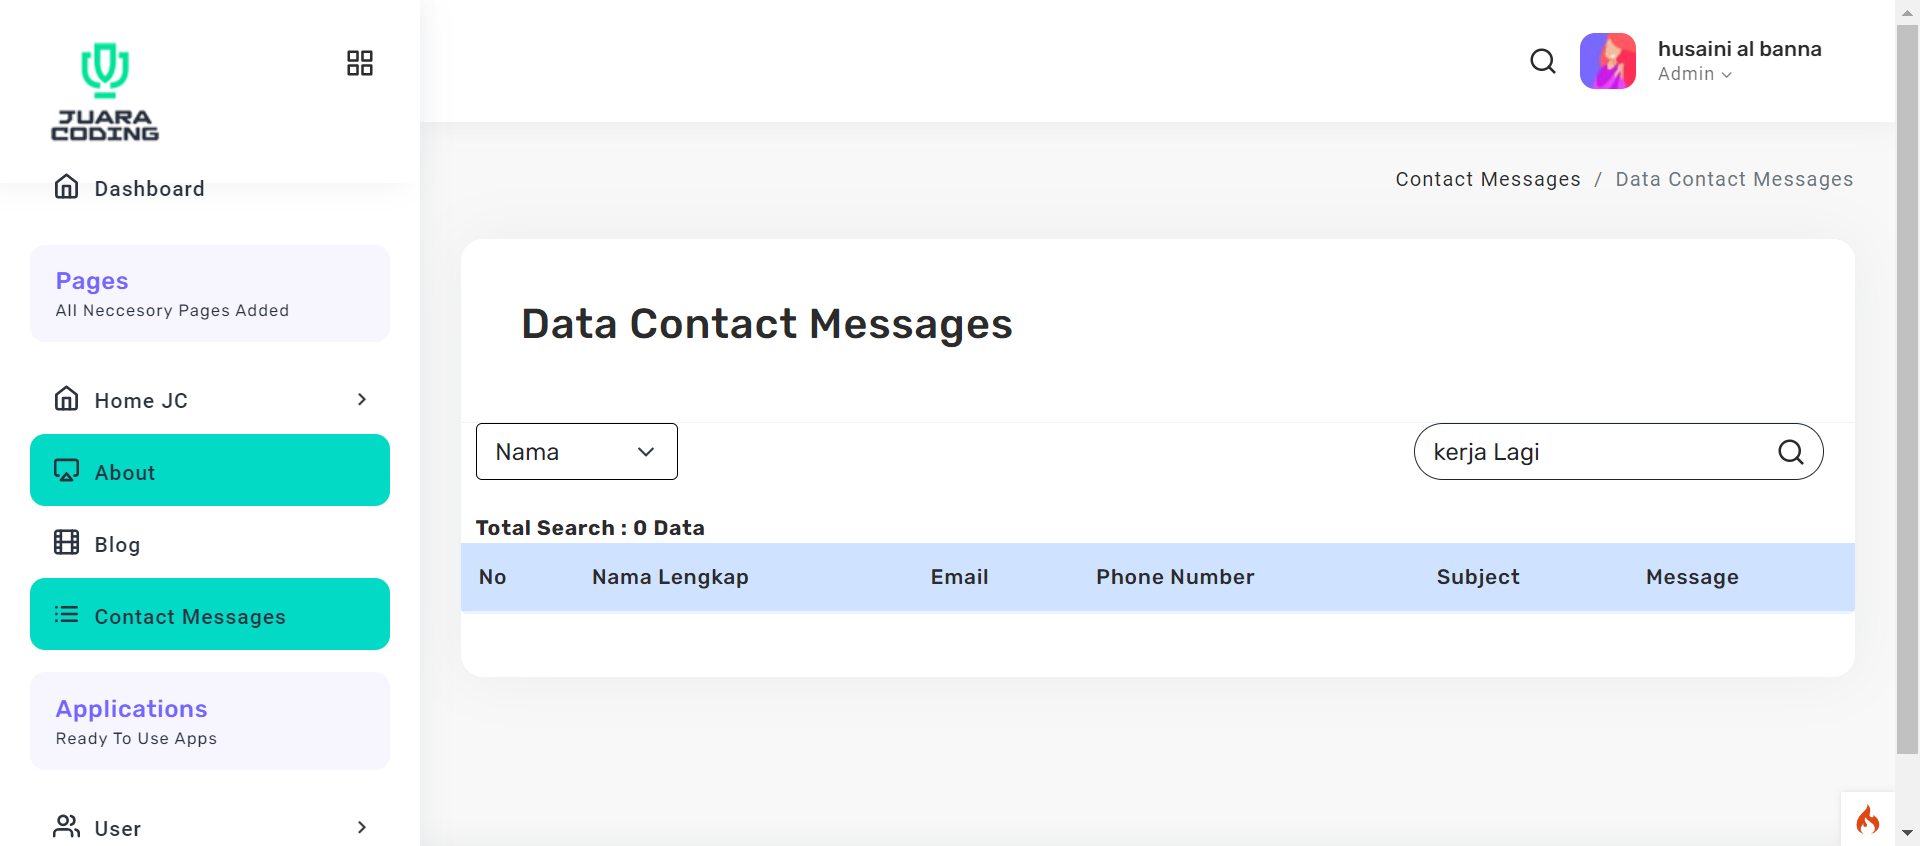 JUARA
CODING
Dashboard
Pages
All Neccesory Pages Added
Home JC
About
Blog
Contact Messages
Applications
Ready To Use Apps
User
husaini al banna
Admin
Contact Messages / Data Contact Messages
Data Contact Messages
Nama
kerja Lagi
Total Search : 0 Data
No Nama Lengkap Email Phone Number Subject Message